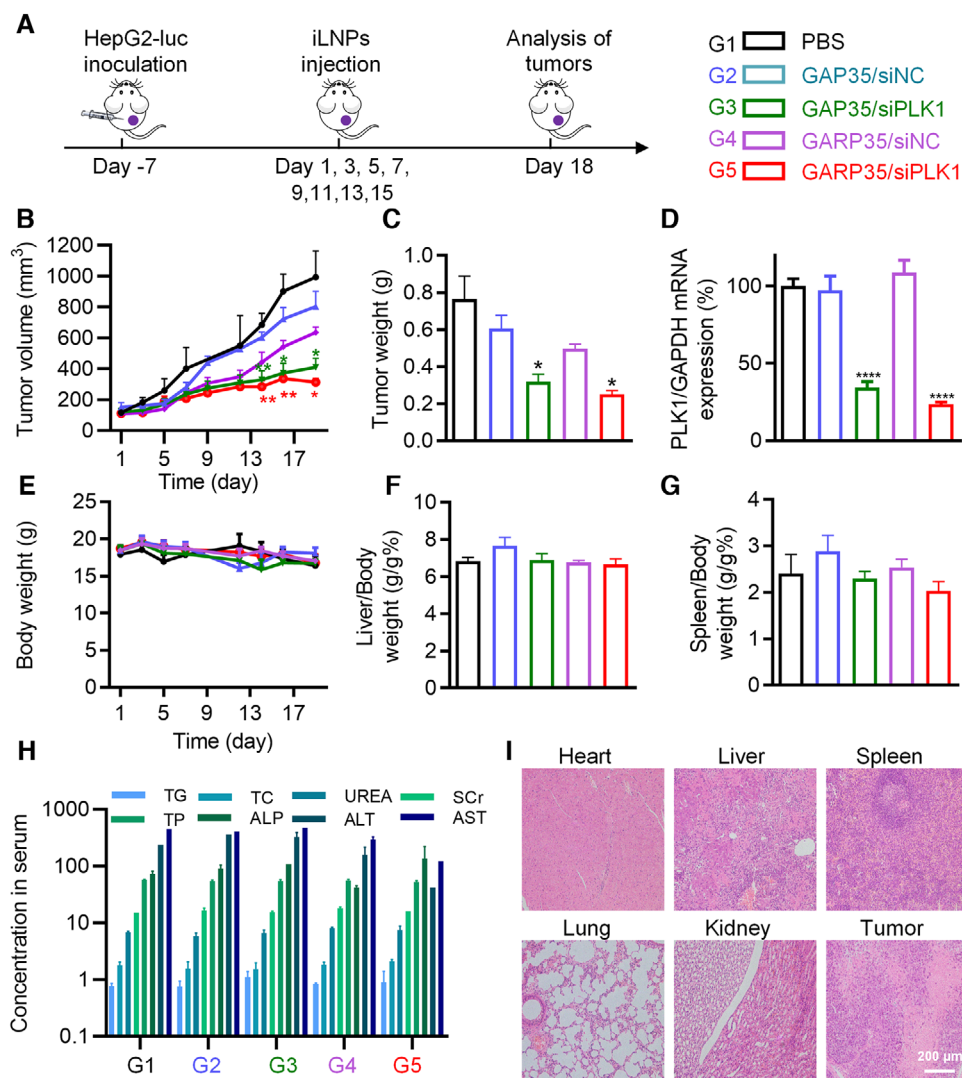 A
HepG2-luc
inoculation
iLNPs
injection
Analysis of
tumors
Day -7
Day 1, 3, 5, 7,
9,11,13,15
Day 18
G1 PBS
G2 GAP35/siNC
G3 GAP35/siPLK1
G4 GARP35/siNC
G5 GARP35/siPLK1
B
Tumor volume (mm³)
1200
1000
800
600
400
200
0
** * *
** ** *
1 5 9 13 17
Time (day)
C
Tumor weight (g)
1.0
0.8
0.6
0.4
0.2
0.0
* *
D
PLK1/GAPDH mRNA
expression (%)
100
50
0
**** ****
E
Body weight (g)
25
20
15
10
5
0
1 5 9 13 17
Time (day)
F
Liver/Body
weight (g/g%)
10
8
6
4
2
0
G
Spleen/Body
weight (g/g%)
4
3
2
1
0
H
Concentration in serum
1000
100
10
1
0.1
TG TC UREA SCr
TP ALP ALT AST
G1 G2 G3 G4 G5
I
Heart Liver Spleen
Lung Kidney Tumor
200 μm